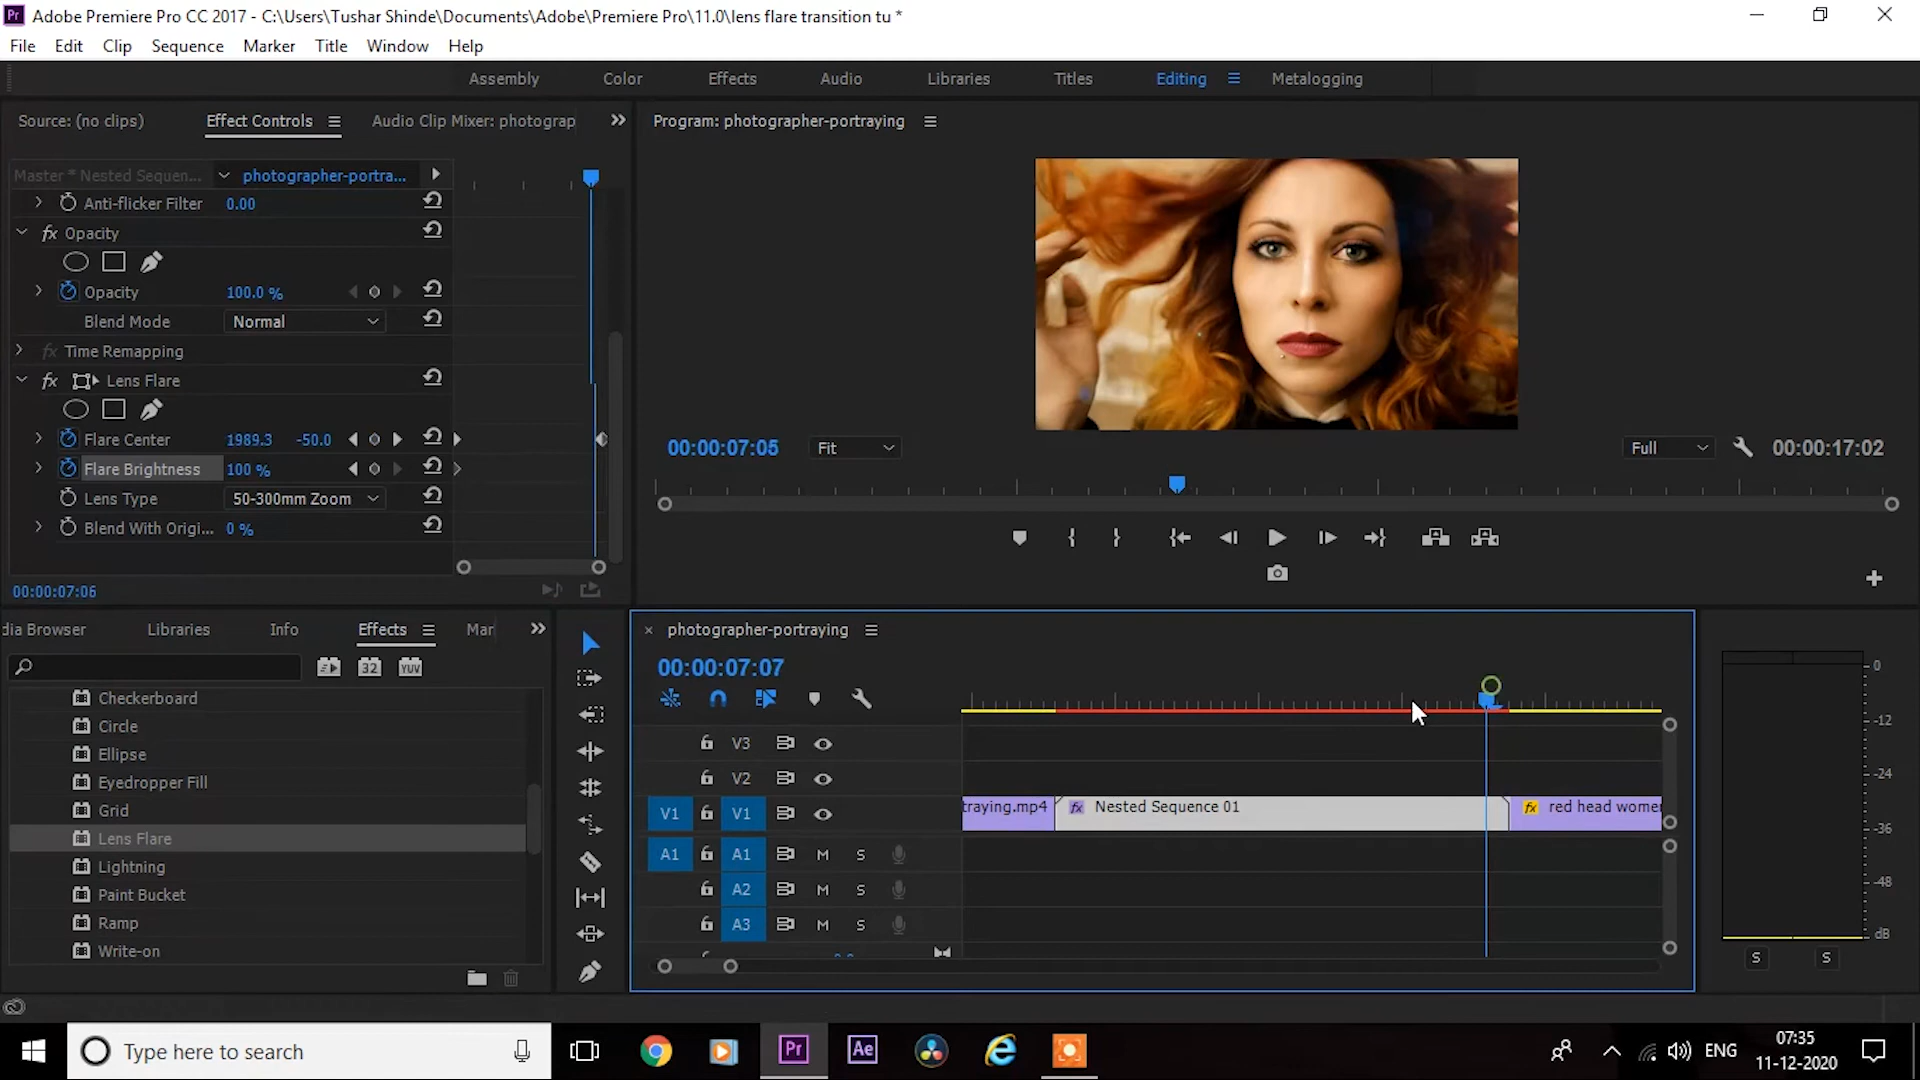 Pr Adobe Premiere Pro CC 2017 - C:\Users\Tushar Shinde\Documents\Adobe\Premiere Pro\11.0\lens flare transition tu *
File Edit Clip Sequence Marker Title Window Help
Assembly Color Effects Audio Libraries Titles Editing Metalogging
Source: (no clips) Effect Controls Audio Clip Mixer: photograp
Program: photographer-portraying
Master * Nested Sequen... photographer-portra...
Anti-flicker Filter 0.00
fx Opacity
Opacity 100.0 %
Blend Mode Normal
fx Time Remapping
fx Lens Flare
Flare Center 1989.3 -50.0
Flare Brightness 100 %
Lens Type 50-300mm Zoom
Blend With Origi... 0 %
00:00:07:06
00:00:07:05 Fit Full 00:00:17:02
dia Browser Libraries Info Effects Mar
32 YUV
Checkerboard
Circle
Ellipse
Eyedropper Fill
Grid
Lens Flare
Lightning
Paint Bucket
Ramp
Write-on
photographer-portraying
00:00:07:07
V3
V2
V1 V1 traying.mp4 fx Nested Sequence 01 fx red head women
A1 A1 M S
A2 M S
A3 M S
0
-12
-24
-36
-48
dB
S S
Type here to search
Pr Ae
ENG
07:35
11-12-2020